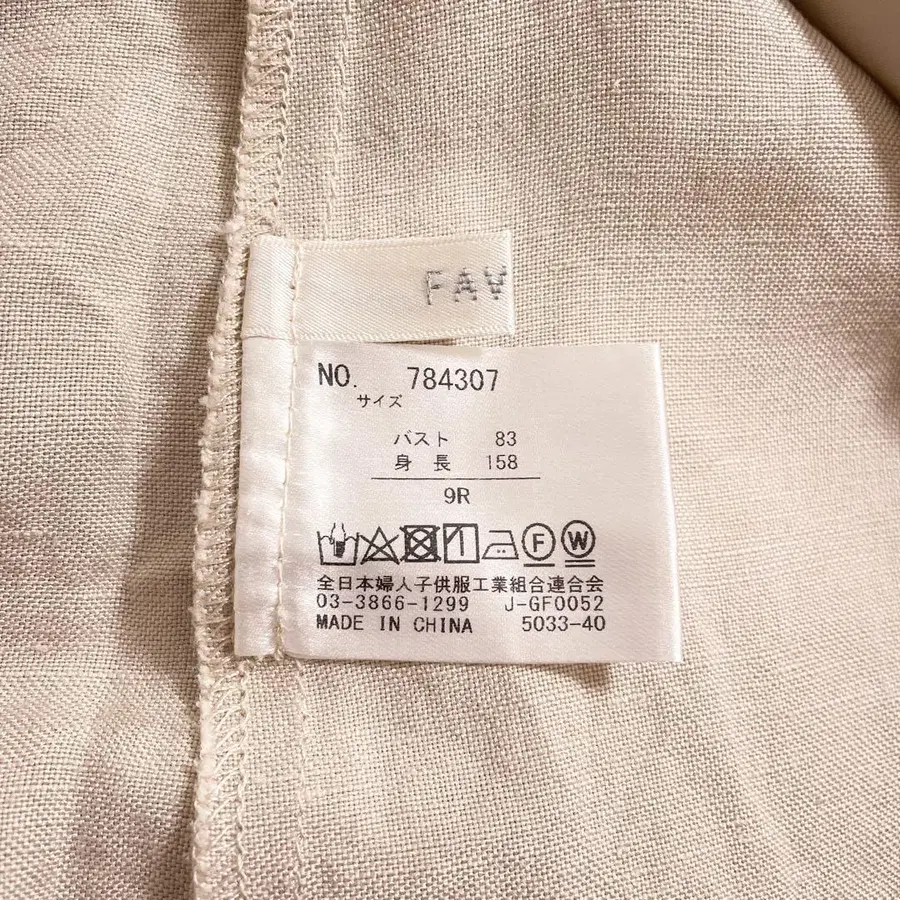 FAV
NO. 784307
サイズ
バスト 83
身長 158
9R
F W
全日本婦人子供服工業組合連合会
03-3866-1299 J-GF0052
MADE IN CHINA 5033-40